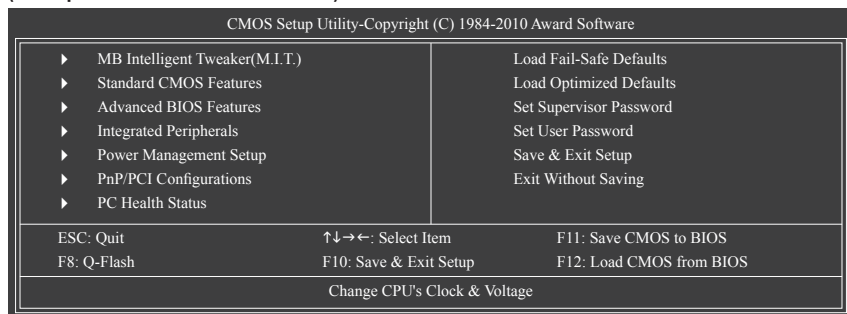 CMOS Setup Utility-Copyright (C) 1984-2010 Award Software
MB Intelligent Tweaker(M.I.T.)
Standard CMOS Features
Advanced BIOS Features
Integrated Peripherals
Power Management Setup
PnP/PCI Configurations
PC Health Status
Load Fail-Safe Defaults
Load Optimized Defaults
Set Supervisor Password
Set User Password
Save & Exit Setup
Exit Without Saving
ESC: Quit ↑↓→←: Select Item F11: Save CMOS to BIOS
F8: Q-Flash F10: Save & Exit Setup F12: Load CMOS from BIOS
Change CPU's Clock & Voltage